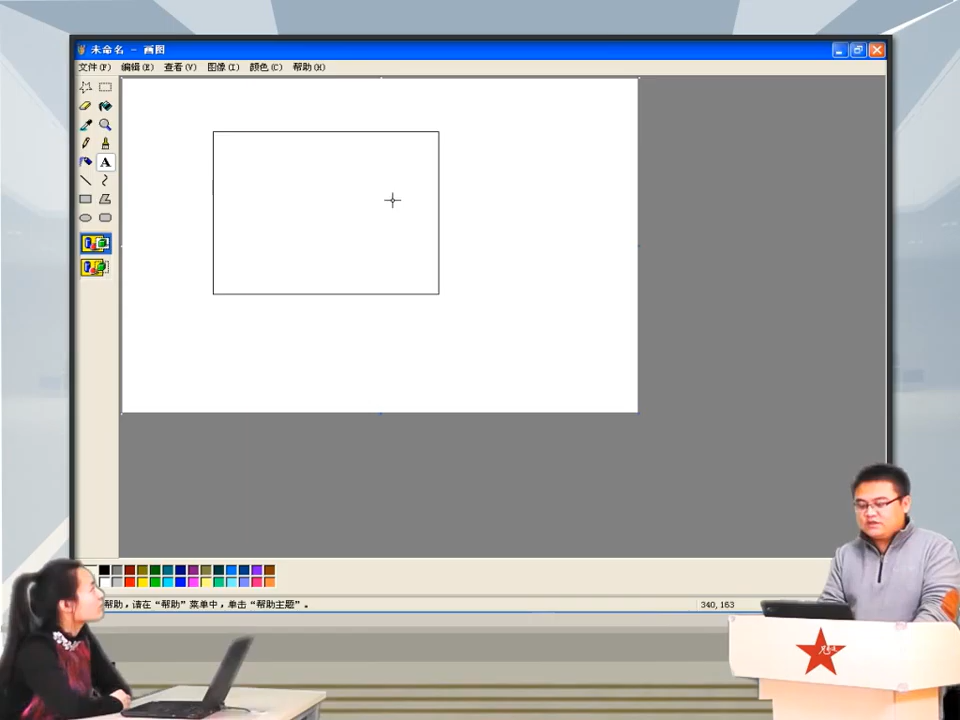 未命名 - 画图
文件(F) 编辑(E) 查看(V) 图像(I) 颜色(C) 帮助(H)
A
帮助,请在“帮助”菜单中,单击“帮助主题”。
340,163